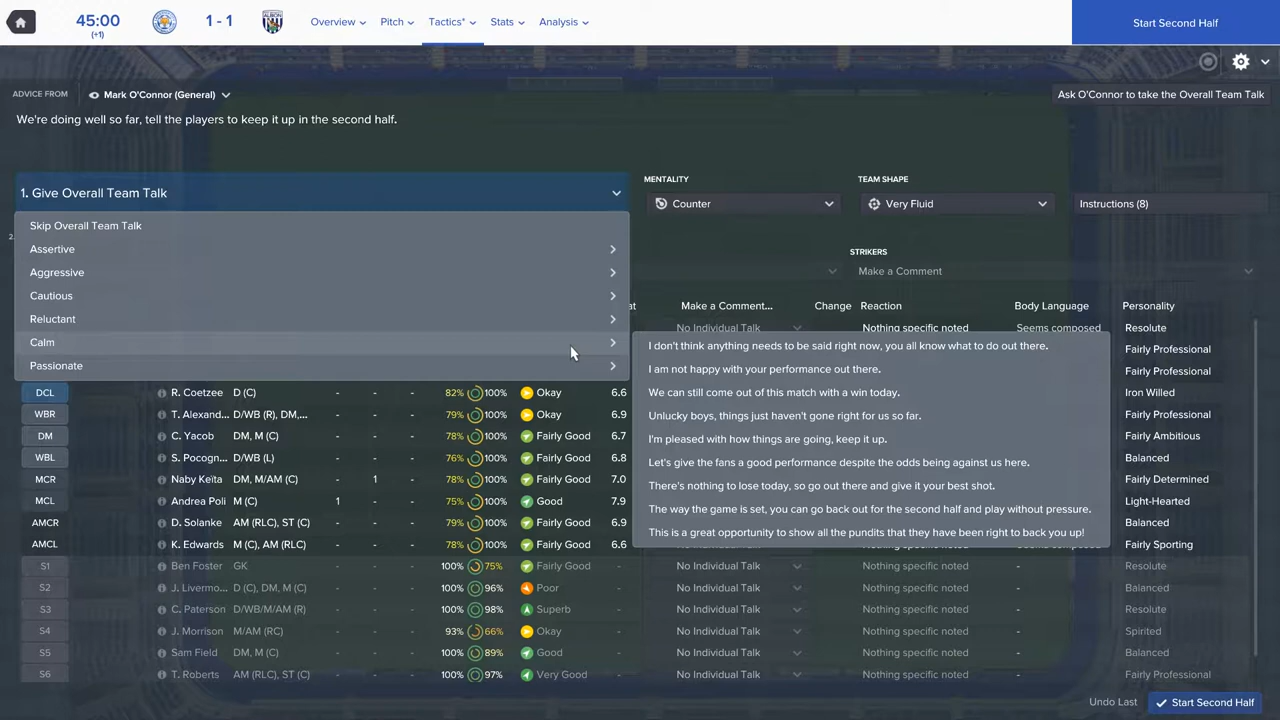 45:00
(+1)
1 - 1
ALBION
Overview
Pitch
Tactics*
Stats
Analysis
Start Second Half
ADVICE FROM
Mark O'Connor (General)
Ask O'Connor to take the Overall Team Talk
We're doing well so far, tell the players to keep it up in the second half.
1. Give Overall Team Talk
MENTALITY
Counter
TEAM SHAPE
Very Fluid
Instructions (8)
Skip Overall Team Talk
Assertive
Aggressive
Cautious
Reluctant
Calm
Passionate
2.
STRIKERS
Make a Comment
at Make a Comment... Change Reaction Body Language Personality
No Individual Talk Nothing specific noted Seems composed Resolute
Fairly Professional
Fairly Professional
I don't think anything needs to be said right now, you all know what to do out there.
I am not happy with your performance out there.
We can still come out of this match with a win today.
Unlucky boys, things just haven't gone right for us so far.
I'm pleased with how things are going, keep it up.
Let's give the fans a good performance despite the odds being against us here.
There's nothing to lose today, so go out there and give it your best shot.
The way the game is set, you can go back out for the second half and play without pressure.
This is a great opportunity to show all the pundits that they have been right to back you up!
DCL R. Coetzee D (C) - - - 82% 100% Okay 6.6 Iron Willed
WBR T. Alexand... D/WB (R), DM,... - - - 79% 100% Okay 6.9 Fairly Professional
DM C. Yacob DM, M (C) - - - 78% 100% Fairly Good 6.7 Fairly Ambitious
WBL S. Pocogn... D/WB (L) - - - 76% 100% Fairly Good 6.8 Balanced
MCR Naby Keïta DM, M/AM (C) - 1 - 78% 100% Fairly Good 7.0 Fairly Determined
MCL Andrea Poli M (C) 1 - - 75% 100% Good 7.9 Light-Hearted
AMCR D. Solanke AM (RLC), ST (C) - - - 79% 100% Fairly Good 6.9 Balanced
AMCL K. Edwards M (C), AM (RLC) - - - 78% 100% Fairly Good 6.6 Fairly Sporting
S1 Ben Foster GK 100% 75% Fairly Good - No Individual Talk Nothing specific noted - Resolute
S2 J. Livermo... D (C), DM, M (C) 100% 96% Poor - No Individual Talk Nothing specific noted - Balanced
S3 C. Paterson D/WB/M/AM (R) 100% 98% Superb - No Individual Talk Nothing specific noted - Resolute
S4 J. Morrison M/AM (RC) 93% 66% Okay - No Individual Talk Nothing specific noted - Spirited
S5 Sam Field DM, M (C) 100% 89% Good - No Individual Talk Nothing specific noted - Balanced
S6 T. Roberts AM (RLC), ST (C) 100% 97% Very Good - No Individual Talk Nothing specific noted - Fairly Professional
Undo Last
Start Second Half